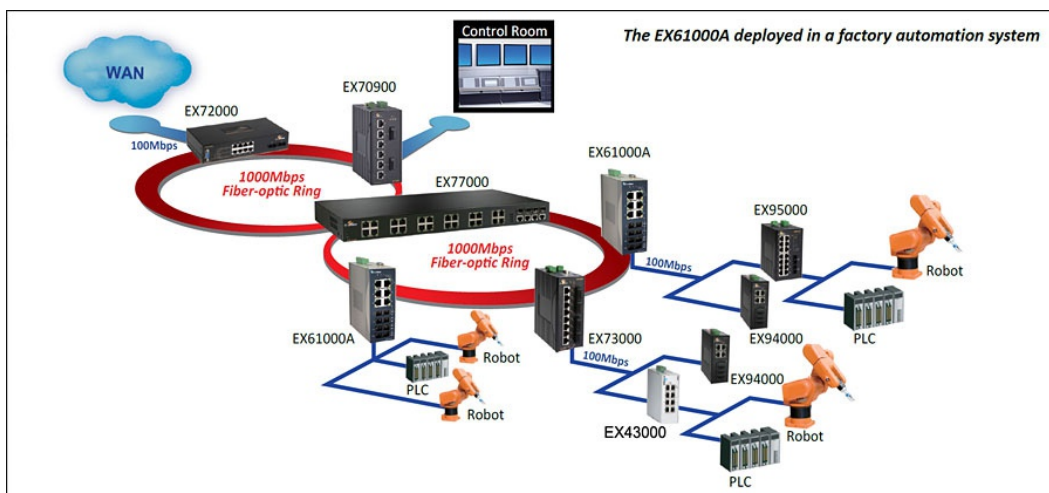 The EX61000A deployed in a factory automation system
Control Room
WAN
EX72000
EX70900
100Mbps
1000Mbps
Fiber-optic Ring
EX77000
EX61000A
1000Mbps
Fiber-optic Ring
EX95000
100Mbps
Robot
EX94000
PLC
EX61000A
EX73000
100Mbps
Robot
PLC
Robot
EX94000
EX43000
Robot
PLC